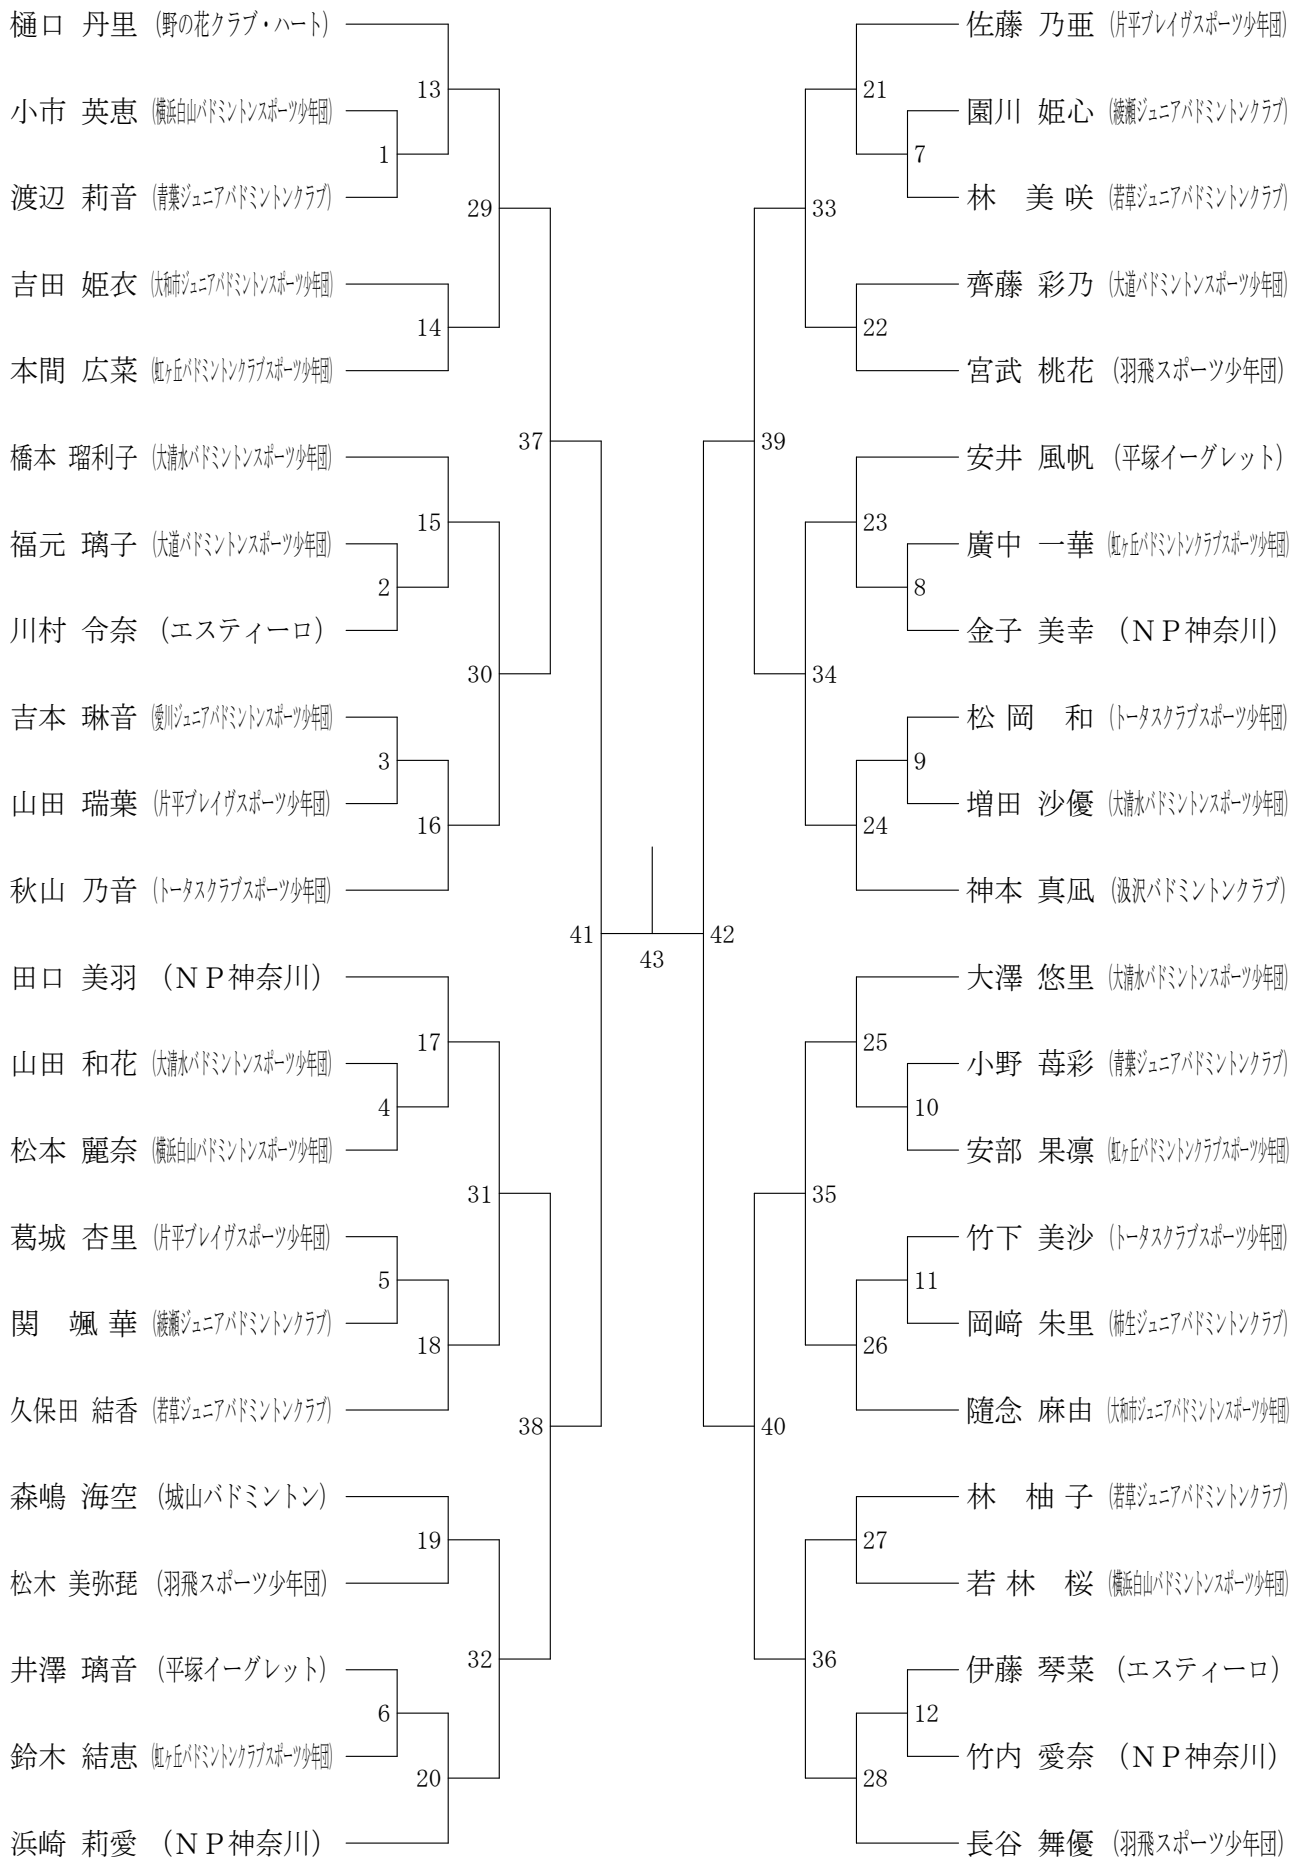 樋口 丹里 (野の花クラブ・ハート)
13
小市 英恵 (横浜白山バドミントンスポーツ少年団)
1
渡辺 莉音 (青葉ジュニアバドミントンクラブ)
29
吉田 姫衣 (大和市ジュニアバドミントンスポーツ少年団)
14
本間 広菜 (虹ヶ丘バドミントンクラブスポーツ少年団)
37
橋本 瑠利子 (大清水バドミントンスポーツ少年団)
15
福元 璃子 (大道バドミントンスポーツ少年団)
2
川村 令奈 (エスティーロ)
30
吉本 琳音 (愛川ジュニアバドミントンスポーツ少年団)
3
山田 瑞葉 (片平ブレイヴスポーツ少年団)
16
秋山 乃音 (トータスクラブスポーツ少年団)
41
田口 美羽 (ＮＰ神奈川)
17
山田 和花 (大清水バドミントンスポーツ少年団)
4
松本 麗奈 (横浜白山バドミントンスポーツ少年団)
31
葛城 杏里 (片平ブレイヴスポーツ少年団)
5
関 颯華 (綾瀬ジュニアバドミントンクラブ)
18
久保田 結香 (若草ジュニアバドミントンクラブ)
38
森嶋 海空 (城山バドミントン)
19
松木 美弥琵 (羽飛スポーツ少年団)
32
井澤 璃音 (平塚イーグレット)
6
鈴木 結恵 (虹ヶ丘バドミントンクラブスポーツ少年団)
20
浜崎 莉愛 (ＮＰ神奈川)
43
佐藤 乃亜 (片平ブレイヴスポーツ少年団)
21
園川 姫心 (綾瀬ジュニアバドミントンクラブ)
7
林 美咲 (若草ジュニアバドミントンクラブ)
33
齊藤 彩乃 (大道バドミントンスポーツ少年団)
22
宮武 桃花 (羽飛スポーツ少年団)
39
安井 風帆 (平塚イーグレット)
23
廣中 一華 (虹ヶ丘バドミントンクラブスポーツ少年団)
8
金子 美幸 (ＮＰ神奈川)
34
松岡 和 (トータスクラブスポーツ少年団)
9
増田 沙優 (大清水バドミントンスポーツ少年団)
24
神本 真凪 (汲沢バドミントンクラブ)
42
大澤 悠里 (大清水バドミントンスポーツ少年団)
25
小野 苺彩 (青葉ジュニアバドミントンクラブ)
10
安部 果凛 (虹ヶ丘バドミントンクラブスポーツ少年団)
35
竹下 美沙 (トータスクラブスポーツ少年団)
11
岡﨑 朱里 (柿生ジュニアバドミントンクラブ)
26
隨念 麻由 (大和市ジュニアバドミントンスポーツ少年団)
40
林 柚子 (若草ジュニアバドミントンクラブ)
27
若林 桜 (横浜白山バドミントンスポーツ少年団)
36
伊藤 琴菜 (エスティーロ)
12
竹内 愛奈 (ＮＰ神奈川)
28
長谷 舞優 (羽飛スポーツ少年団)